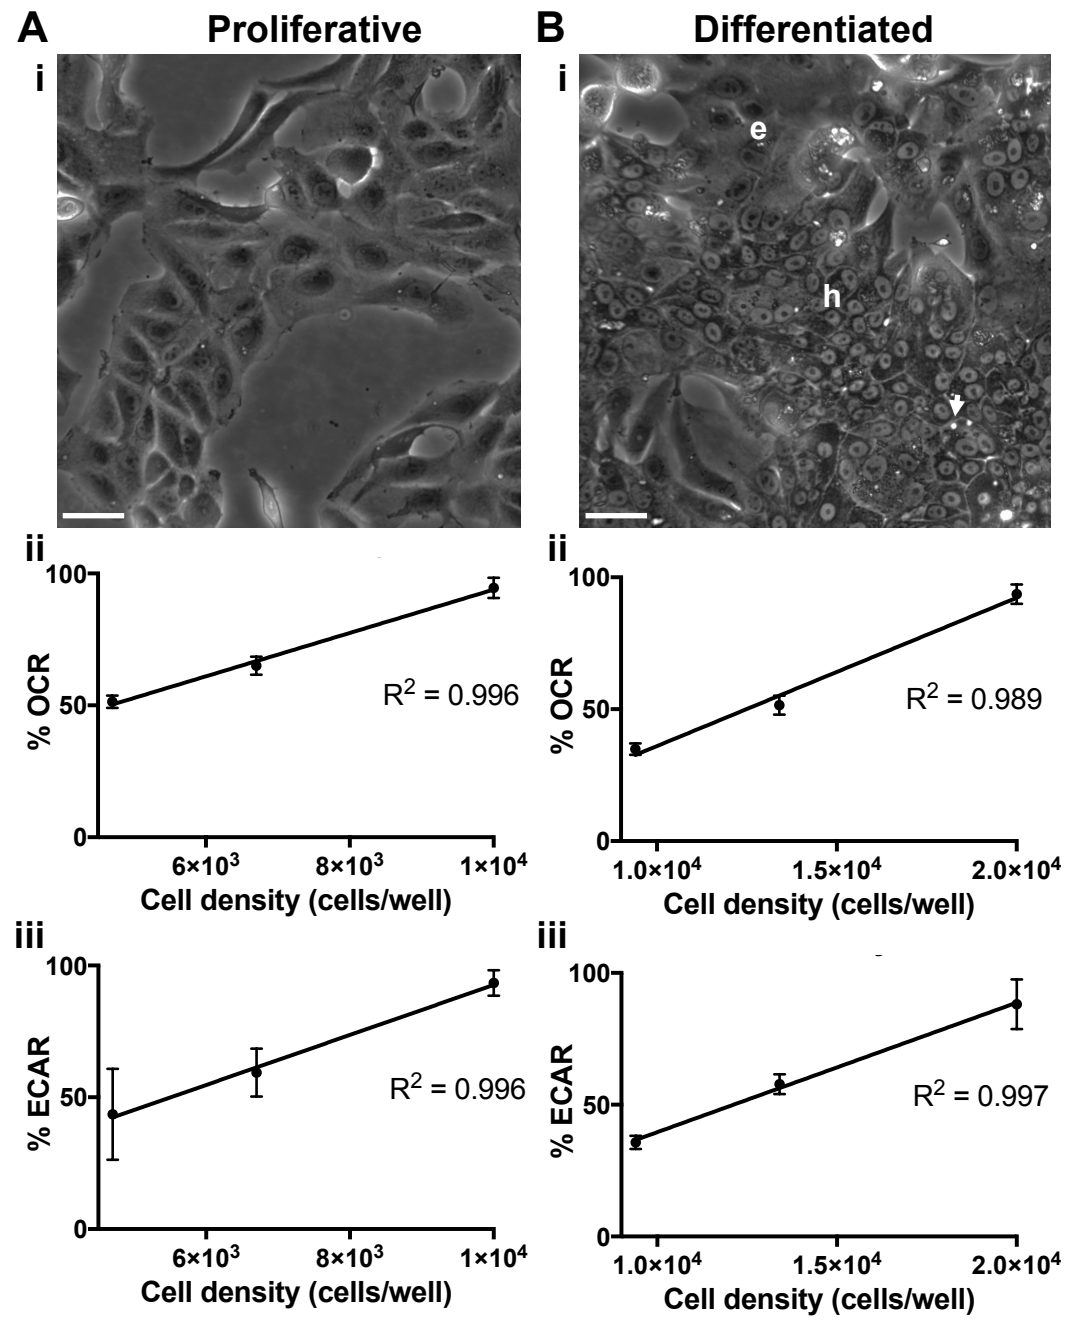 A
Proliferative
B
Differentiated
i
i
e
h
ii
100
50
0
% OCR
R² = 0.996
6×10³
8×10³
1×10⁴
Cell density (cells/well)
ii
100
50
0
% OCR
R² = 0.989
1.0×10⁴
1.5×10⁴
2.0×10⁴
Cell density (cells/well)
iii
100
50
0
% ECAR
R² = 0.996
6×10³
8×10³
1×10⁴
Cell density (cells/well)
iii
100
50
0
% ECAR
R² = 0.997
1.0×10⁴
1.5×10⁴
2.0×10⁴
Cell density (cells/well)